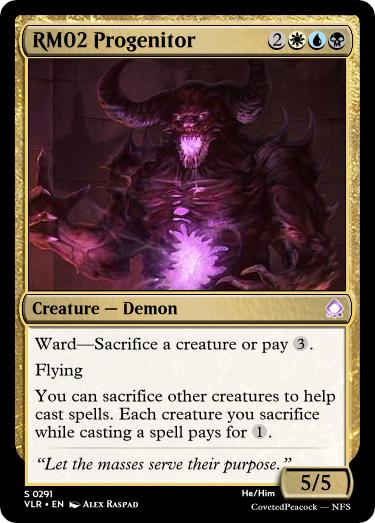 RM02 Progenitor 2
Creature — Demon
Ward—Sacrifice a creature or pay 3.
Flying
You can sacrifice other creatures to help
cast spells. Each creature you sacrifice
while casting a spell pays for 1.
“Let the masses serve their purpose.”
5/5
S 0291 He/Him
VLR • EN Alex Raspad CovetedPeacock — NFS